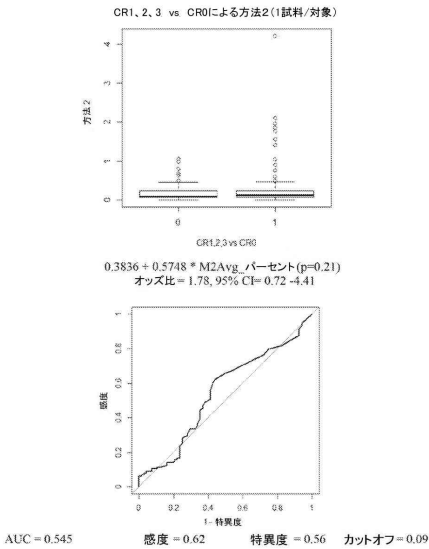 CR1、2、3 vs CR0による方法2(1試料/対象)
4
3
2
1
0
方法2
0 1
CR1,2,3 vs CR0
0.3836 + 0.5748 * M2Avg_パーセント(p=0.21)
オッズ比 = 1.78, 95% CI= 0.72 -4.41
1.0
0.8
0.6
0.4
0.2
0
感度
0 0.2 0.4 0.6 0.8 1
1- 特異度
AUC = 0.545 感度 = 0.62 特異度 = 0.56 カットオフ = 0.09